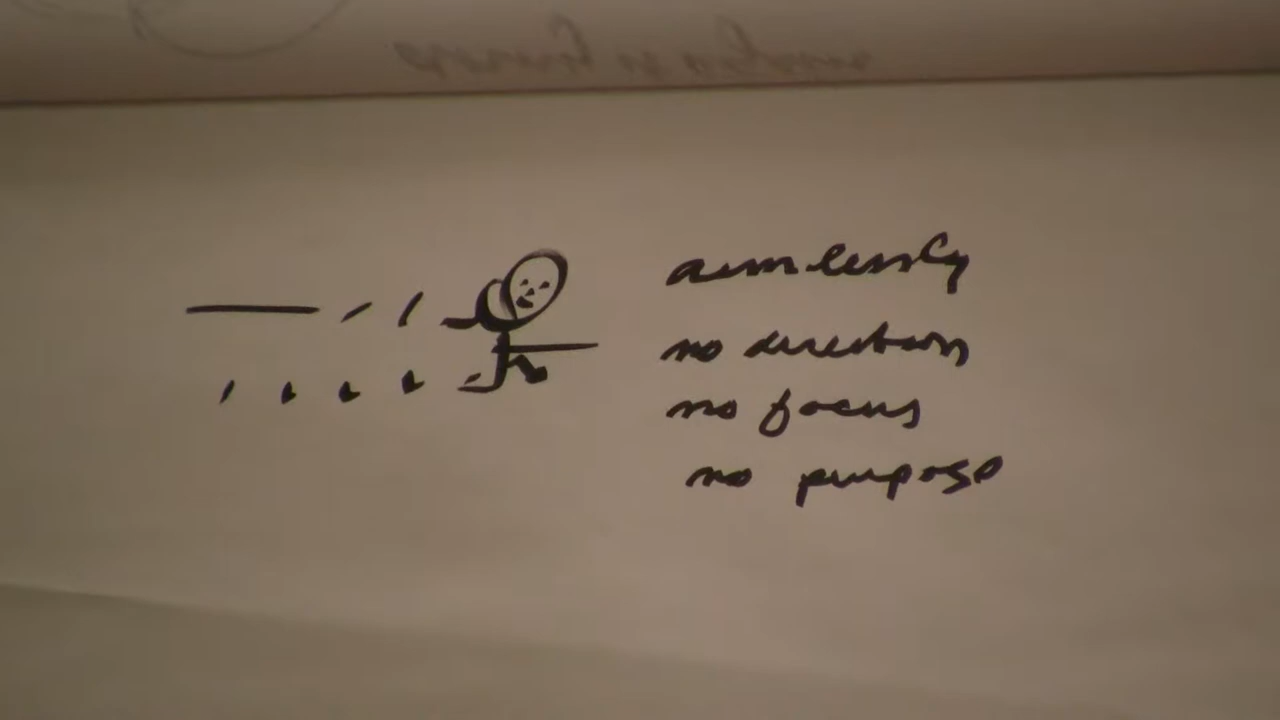 aimlessly
no direction
no focus
no purpose